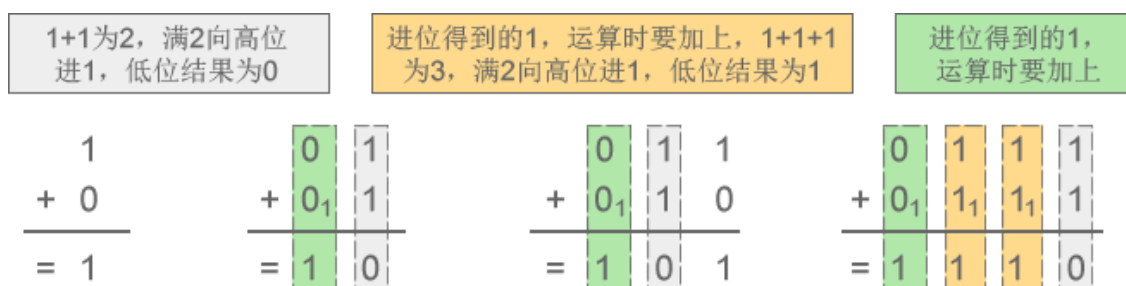 1+1为2，满2向高位
进1，低位结果为0
进位得到的1，运算时要加上，1+1+1
为3，满2向高位进1，低位结果为1
进位得到的1，
运算时要加上
1
+ 0
= 1
0 1
+ 0₁ 1
= 1 0
0 1 1
+ 0₁ 1 0
= 1 0 1
0 1 1 1
+ 0₁ 1₁ 1₁ 1
= 1 1 1 0